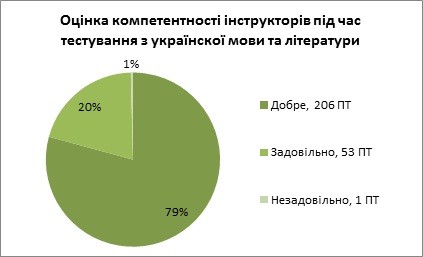 Оцінка компетентності інструкторів під час
тестування з українскої мови та літератури
1%
20%
79%
Добре, 206 ПТ
Задовільно, 53 ПТ
Незадовільно, 1 ПТ